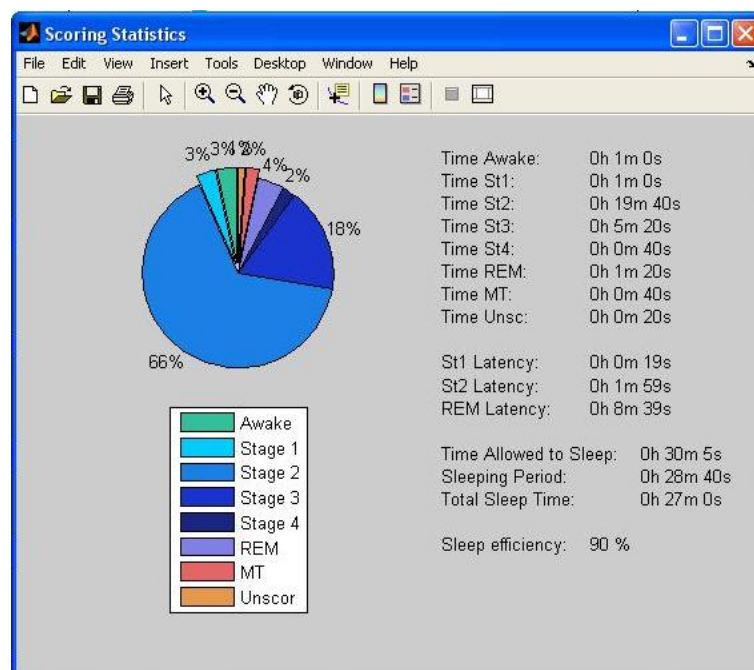 Scoring Statistics
File Edit View Insert Tools Desktop Window Help
3% 3% 1% 2%
4%
2%
18%
66%
Awake
Stage 1
Stage 2
Stage 3
Stage 4
REM
MT
Unscor
Time Awake: 0h 1m 0s
Time St1: 0h 1m 0s
Time St2: 0h 19m 40s
Time St3: 0h 5m 20s
Time St4: 0h 0m 40s
Time REM: 0h 1m 20s
Time MT: 0h 0m 40s
Time Unsc: 0h 0m 20s
St1 Latency: 0h 0m 19s
St2 Latency: 0h 1m 59s
REM Latency: 0h 8m 39s
Time Allowed to Sleep: 0h 30m 5s
Sleeping Period: 0h 28m 40s
Total Sleep Time: 0h 27m 0s
Sleep efficiency: 90 %